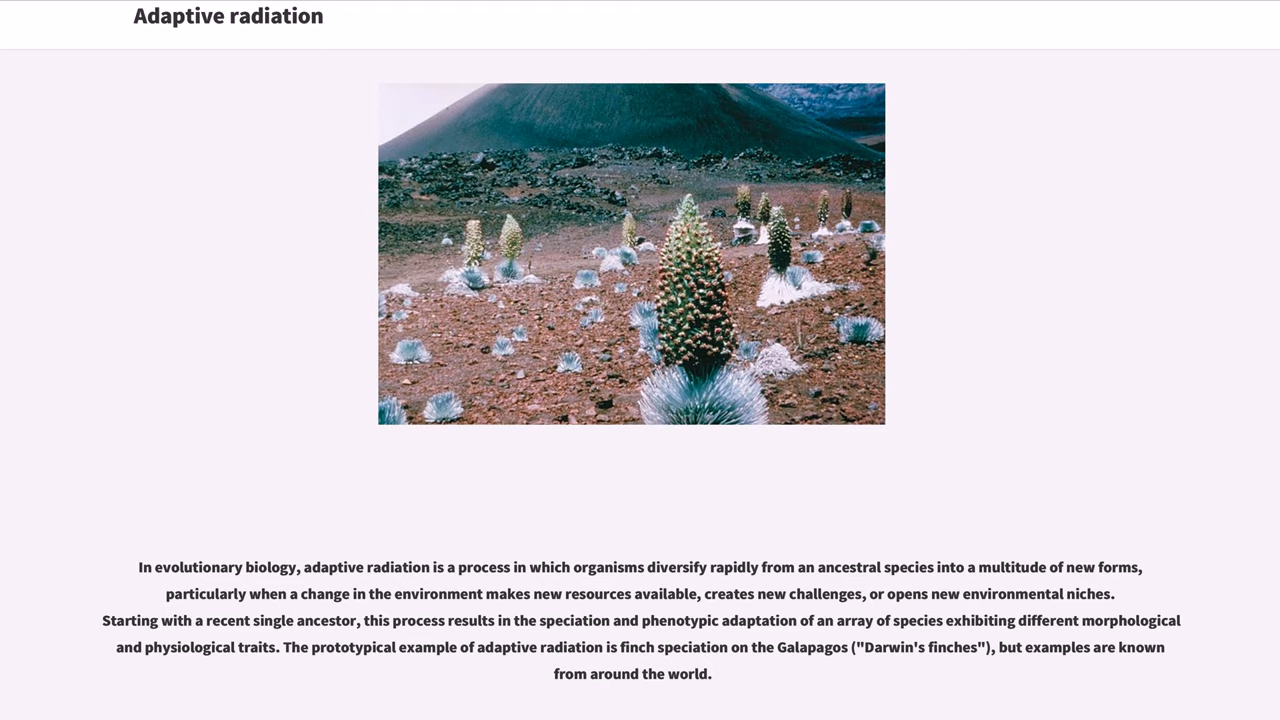 Adaptive radiation
In evolutionary biology, adaptive radiation is a process in which organisms diversify rapidly from an ancestral species into a multitude of new forms,
particularly when a change in the environment makes new resources available, creates new challenges, or opens new environmental niches.
Starting with a recent single ancestor, this process results in the speciation and phenotypic adaptation of an array of species exhibiting different morphological
and physiological traits. The prototypical example of adaptive radiation is finch speciation on the Galapagos ("Darwin's finches"), but examples are known
from around the world.